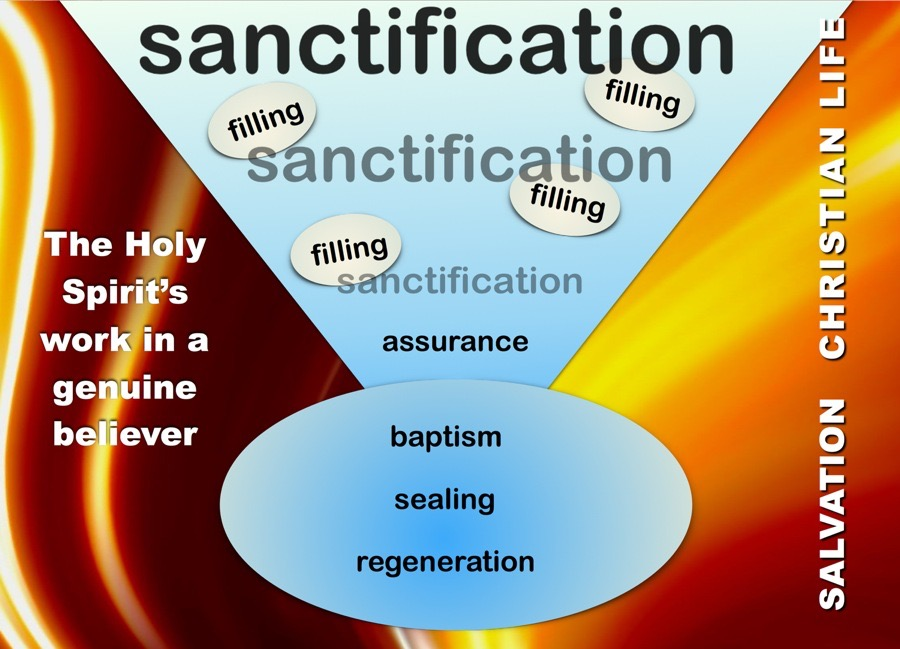 sanctification
filling
filling
sanctification
filling
filling
sanctification
assurance
baptism
sealing
regeneration
The Holy
Spirit’s
work in a
genuine
believer
SALVATION
CHRISTIAN LIFE